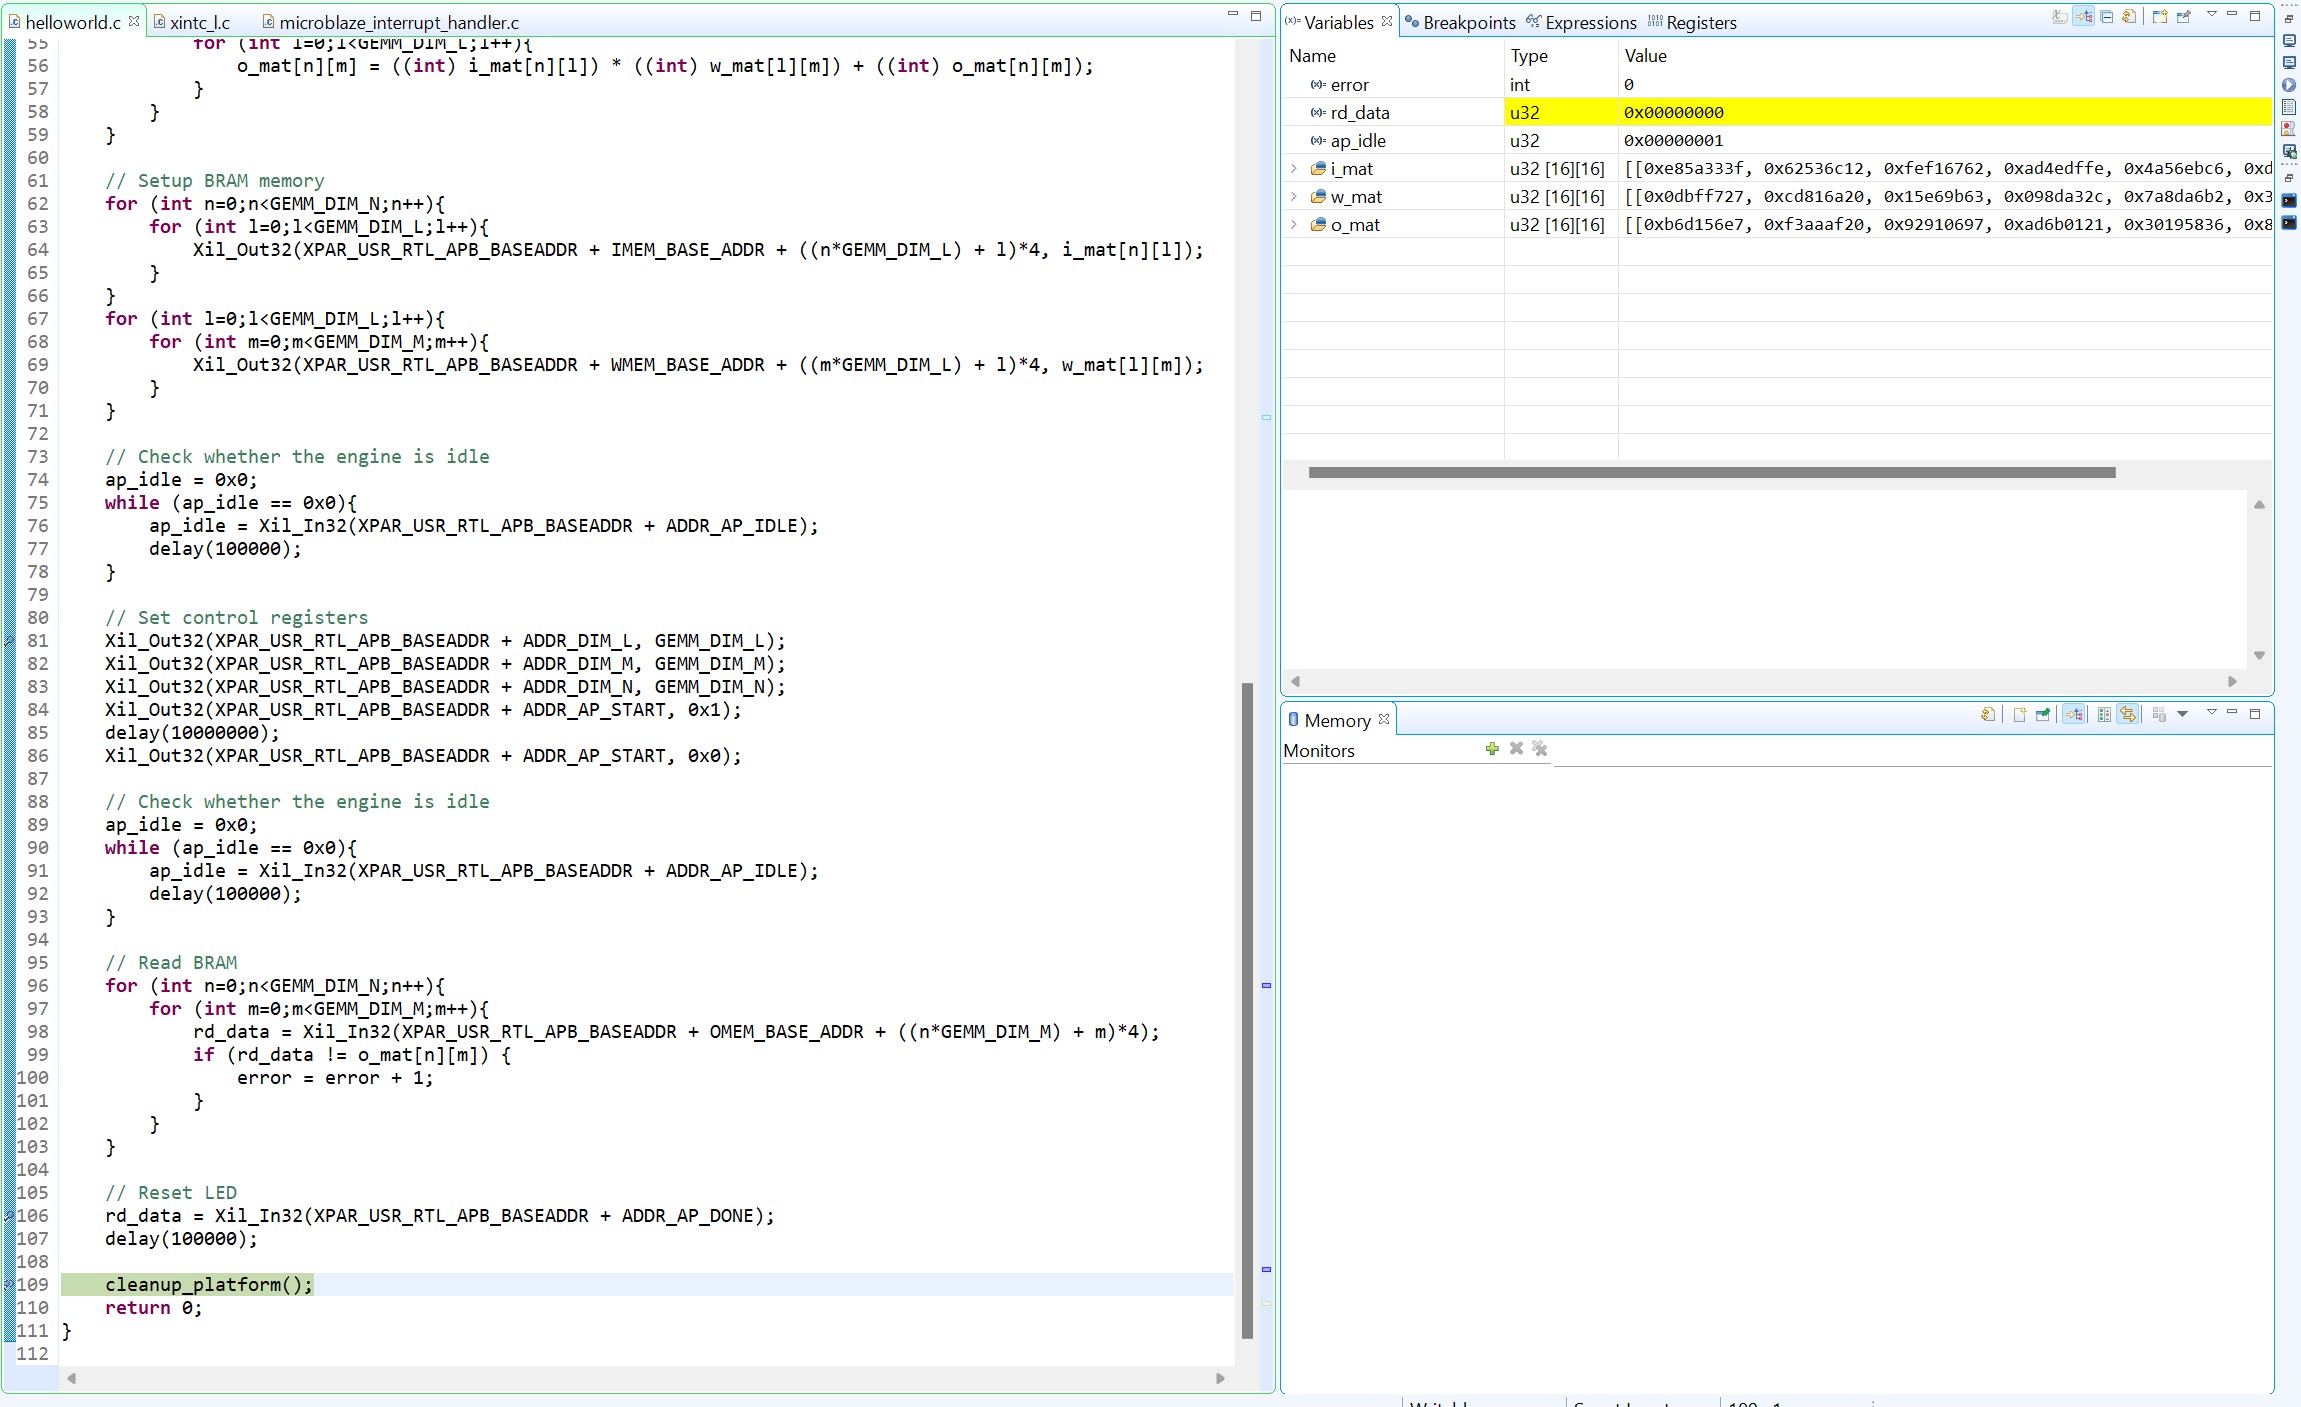 helloworld.c
xintc_l.c
microblaze_interrupt_handler.c
55 for (int l=0;l<GEMM_DIM_L;l++){
56 o_mat[n][m] = ((int) i_mat[n][l]) * ((int) w_mat[l][m]) + ((int) o_mat[n][m]);
57 }
58 }
59 }
60
61 // Setup BRAM memory
62 for (int n=0;n<GEMM_DIM_N;n++){
63 for (int l=0;l<GEMM_DIM_L;l++){
64 Xil_Out32(XPAR_USR_RTL_APB_BASEADDR + IMEM_BASE_ADDR + ((n*GEMM_DIM_L) + l)*4, i_mat[n][l]);
65 }
66 }
67 for (int l=0;l<GEMM_DIM_L;l++){
68 for (int m=0;m<GEMM_DIM_M;m++){
69 Xil_Out32(XPAR_USR_RTL_APB_BASEADDR + WMEM_BASE_ADDR + ((m*GEMM_DIM_L) + l)*4, w_mat[l][m]);
70 }
71 }
72
73 // Check whether the engine is idle
74 ap_idle = 0x0;
75 while (ap_idle == 0x0){
76 ap_idle = Xil_In32(XPAR_USR_RTL_APB_BASEADDR + ADDR_AP_IDLE);
77 delay(100000);
78 }
79
80 // Set control registers
81 Xil_Out32(XPAR_USR_RTL_APB_BASEADDR + ADDR_DIM_L, GEMM_DIM_L);
82 Xil_Out32(XPAR_USR_RTL_APB_BASEADDR + ADDR_DIM_M, GEMM_DIM_M);
83 Xil_Out32(XPAR_USR_RTL_APB_BASEADDR + ADDR_DIM_N, GEMM_DIM_N);
84 Xil_Out32(XPAR_USR_RTL_APB_BASEADDR + ADDR_AP_START, 0x1);
85 delay(10000000);
86 Xil_Out32(XPAR_USR_RTL_APB_BASEADDR + ADDR_AP_START, 0x0);
87
88 // Check whether the engine is idle
89 ap_idle = 0x0;
90 while (ap_idle == 0x0){
91 ap_idle = Xil_In32(XPAR_USR_RTL_APB_BASEADDR + ADDR_AP_IDLE);
92 delay(100000);
93 }
94
95 // Read BRAM
96 for (int n=0;n<GEMM_DIM_N;n++){
97 for (int m=0;m<GEMM_DIM_M;m++){
98 rd_data = Xil_In32(XPAR_USR_RTL_APB_BASEADDR + OMEM_BASE_ADDR + ((n*GEMM_DIM_M) + m)*4);
99 if (rd_data != o_mat[n][m]) {
100 error = error + 1;
101 }
102 }
103 }
104
105 // Reset LED
106 rd_data = Xil_In32(XPAR_USR_RTL_APB_BASEADDR + ADDR_AP_DONE);
107 delay(100000);
108
109 cleanup_platform();
110 return 0;
111 }
112
(x)= Variables
Breakpoints
Expressions
Registers
Name Type Value
(x)= error int 0
(x)= rd_data u32 0x00000000
(x)= ap_idle u32 0x00000001
i_mat u32 [16][16] [[0xe85a333f, 0x62536c12, 0xfef16762, 0xad4edffe, 0x4a56ebc6, 0xd
w_mat u32 [16][16] [[0x0dbff727, 0xcd816a20, 0x15e69b63, 0x098da32c, 0x7a8da6b2, 0x3
o_mat u32 [16][16] [[0xb6d156e7, 0xf3aaaf20, 0x92910697, 0xad6b0121, 0x30195836, 0x8
Memory
Monitors